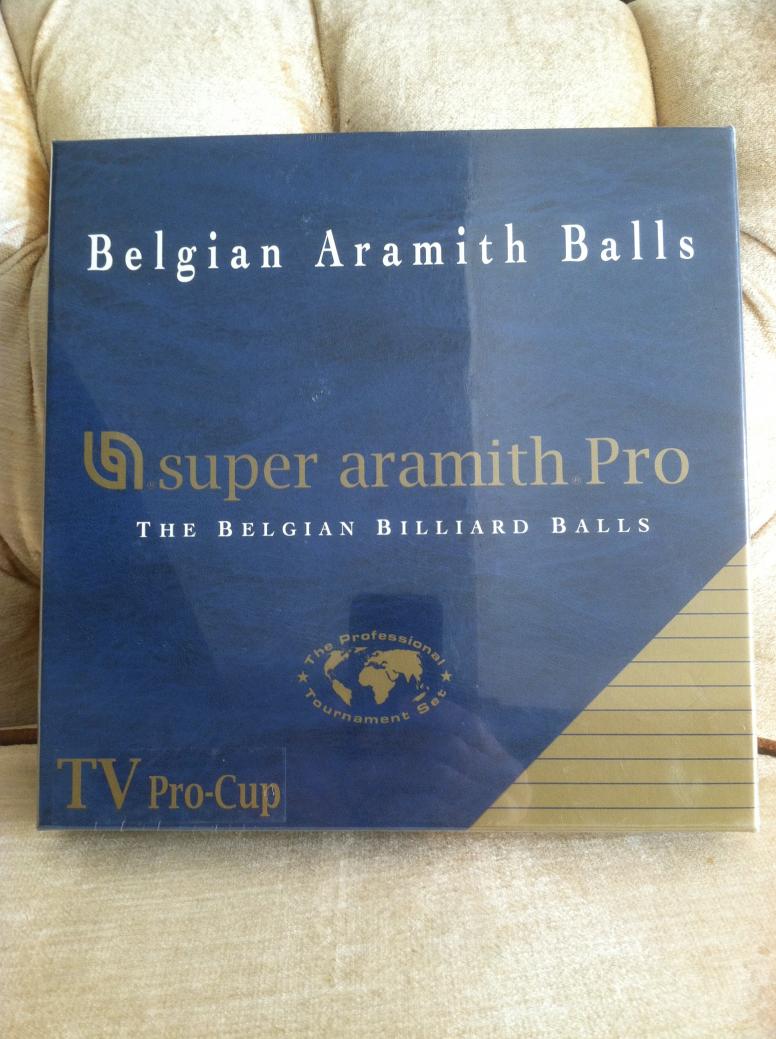 Belgian Aramith Balls
super aramith® Pro
THE BELGIAN BILLIARD BALLS
The Professional
Tournament Set
TV Pro-Cup